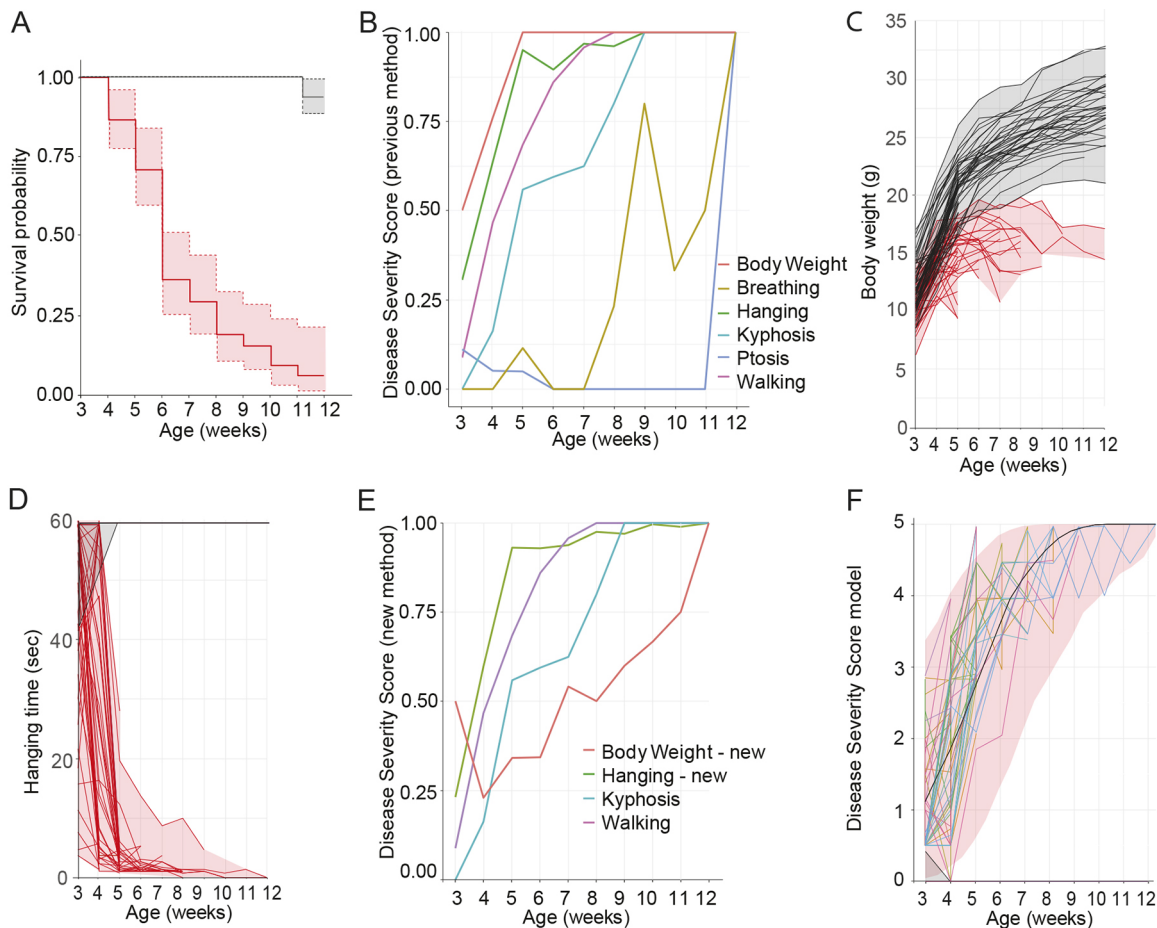 A
Survival probability
1.00
0.75
0.50
0.25
0.00
3 4 5 6 7 8 9 10 11 12
Age (weeks)
B
Disease Severity Score (previous method)
1.00
0.75
0.50
0.25
0.00
Body Weight
Breathing
Hanging
Kyphosis
Ptosis
Walking
3 4 5 6 7 8 9 10 11 12
Age (weeks)
C
Body weight (g)
35
30
25
20
15
10
5
0
3 4 5 6 7 8 9 10 11 12
Age (weeks)
D
Hanging time (sec)
60
40
20
0
3 4 5 6 7 8 9 10 11 12
Age (weeks)
E
Disease Severity Score (new method)
1.00
0.75
0.50
0.25
0.00
Body Weight - new
Hanging - new
Kyphosis
Walking
3 4 5 6 7 8 9 10 11 12
Age (weeks)
F
Disease Severity Score model
5
4
3
2
1
0
3 4 5 6 7 8 9 10 11 12
Age (weeks)